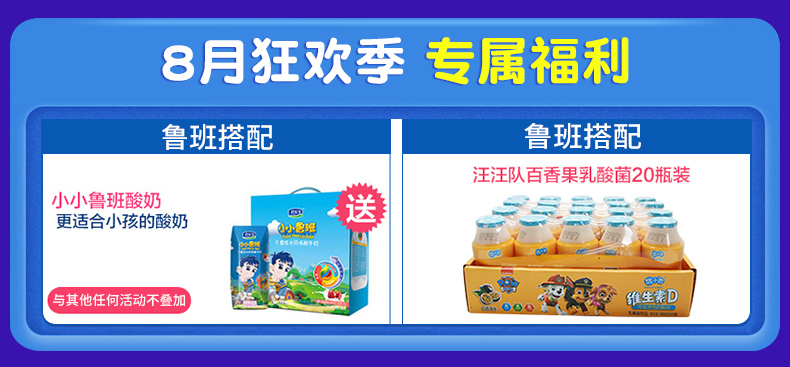 8月狂欢季 专属福利
鲁班搭配
小小鲁班酸奶
更适合小孩的酸奶
与其他任何活动不叠加
送
小小鲁班
鲁班搭配
汪汪队百香果乳酸菌20瓶装
维生素D